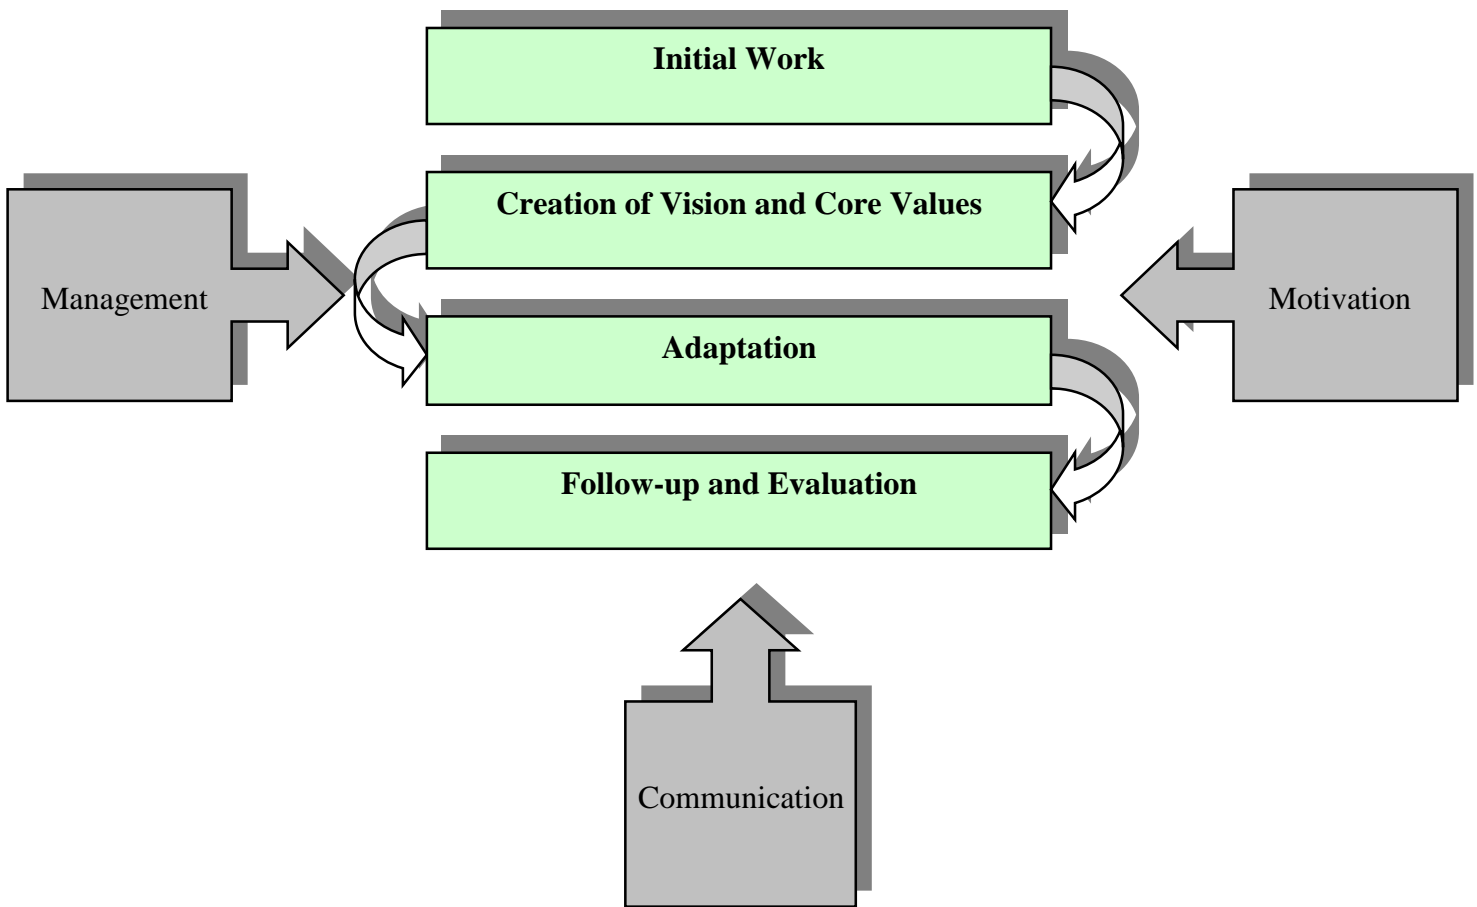 Initial Work
Creation of Vision and Core Values
Management
Motivation
Adaptation
Follow-up and Evaluation
Communication